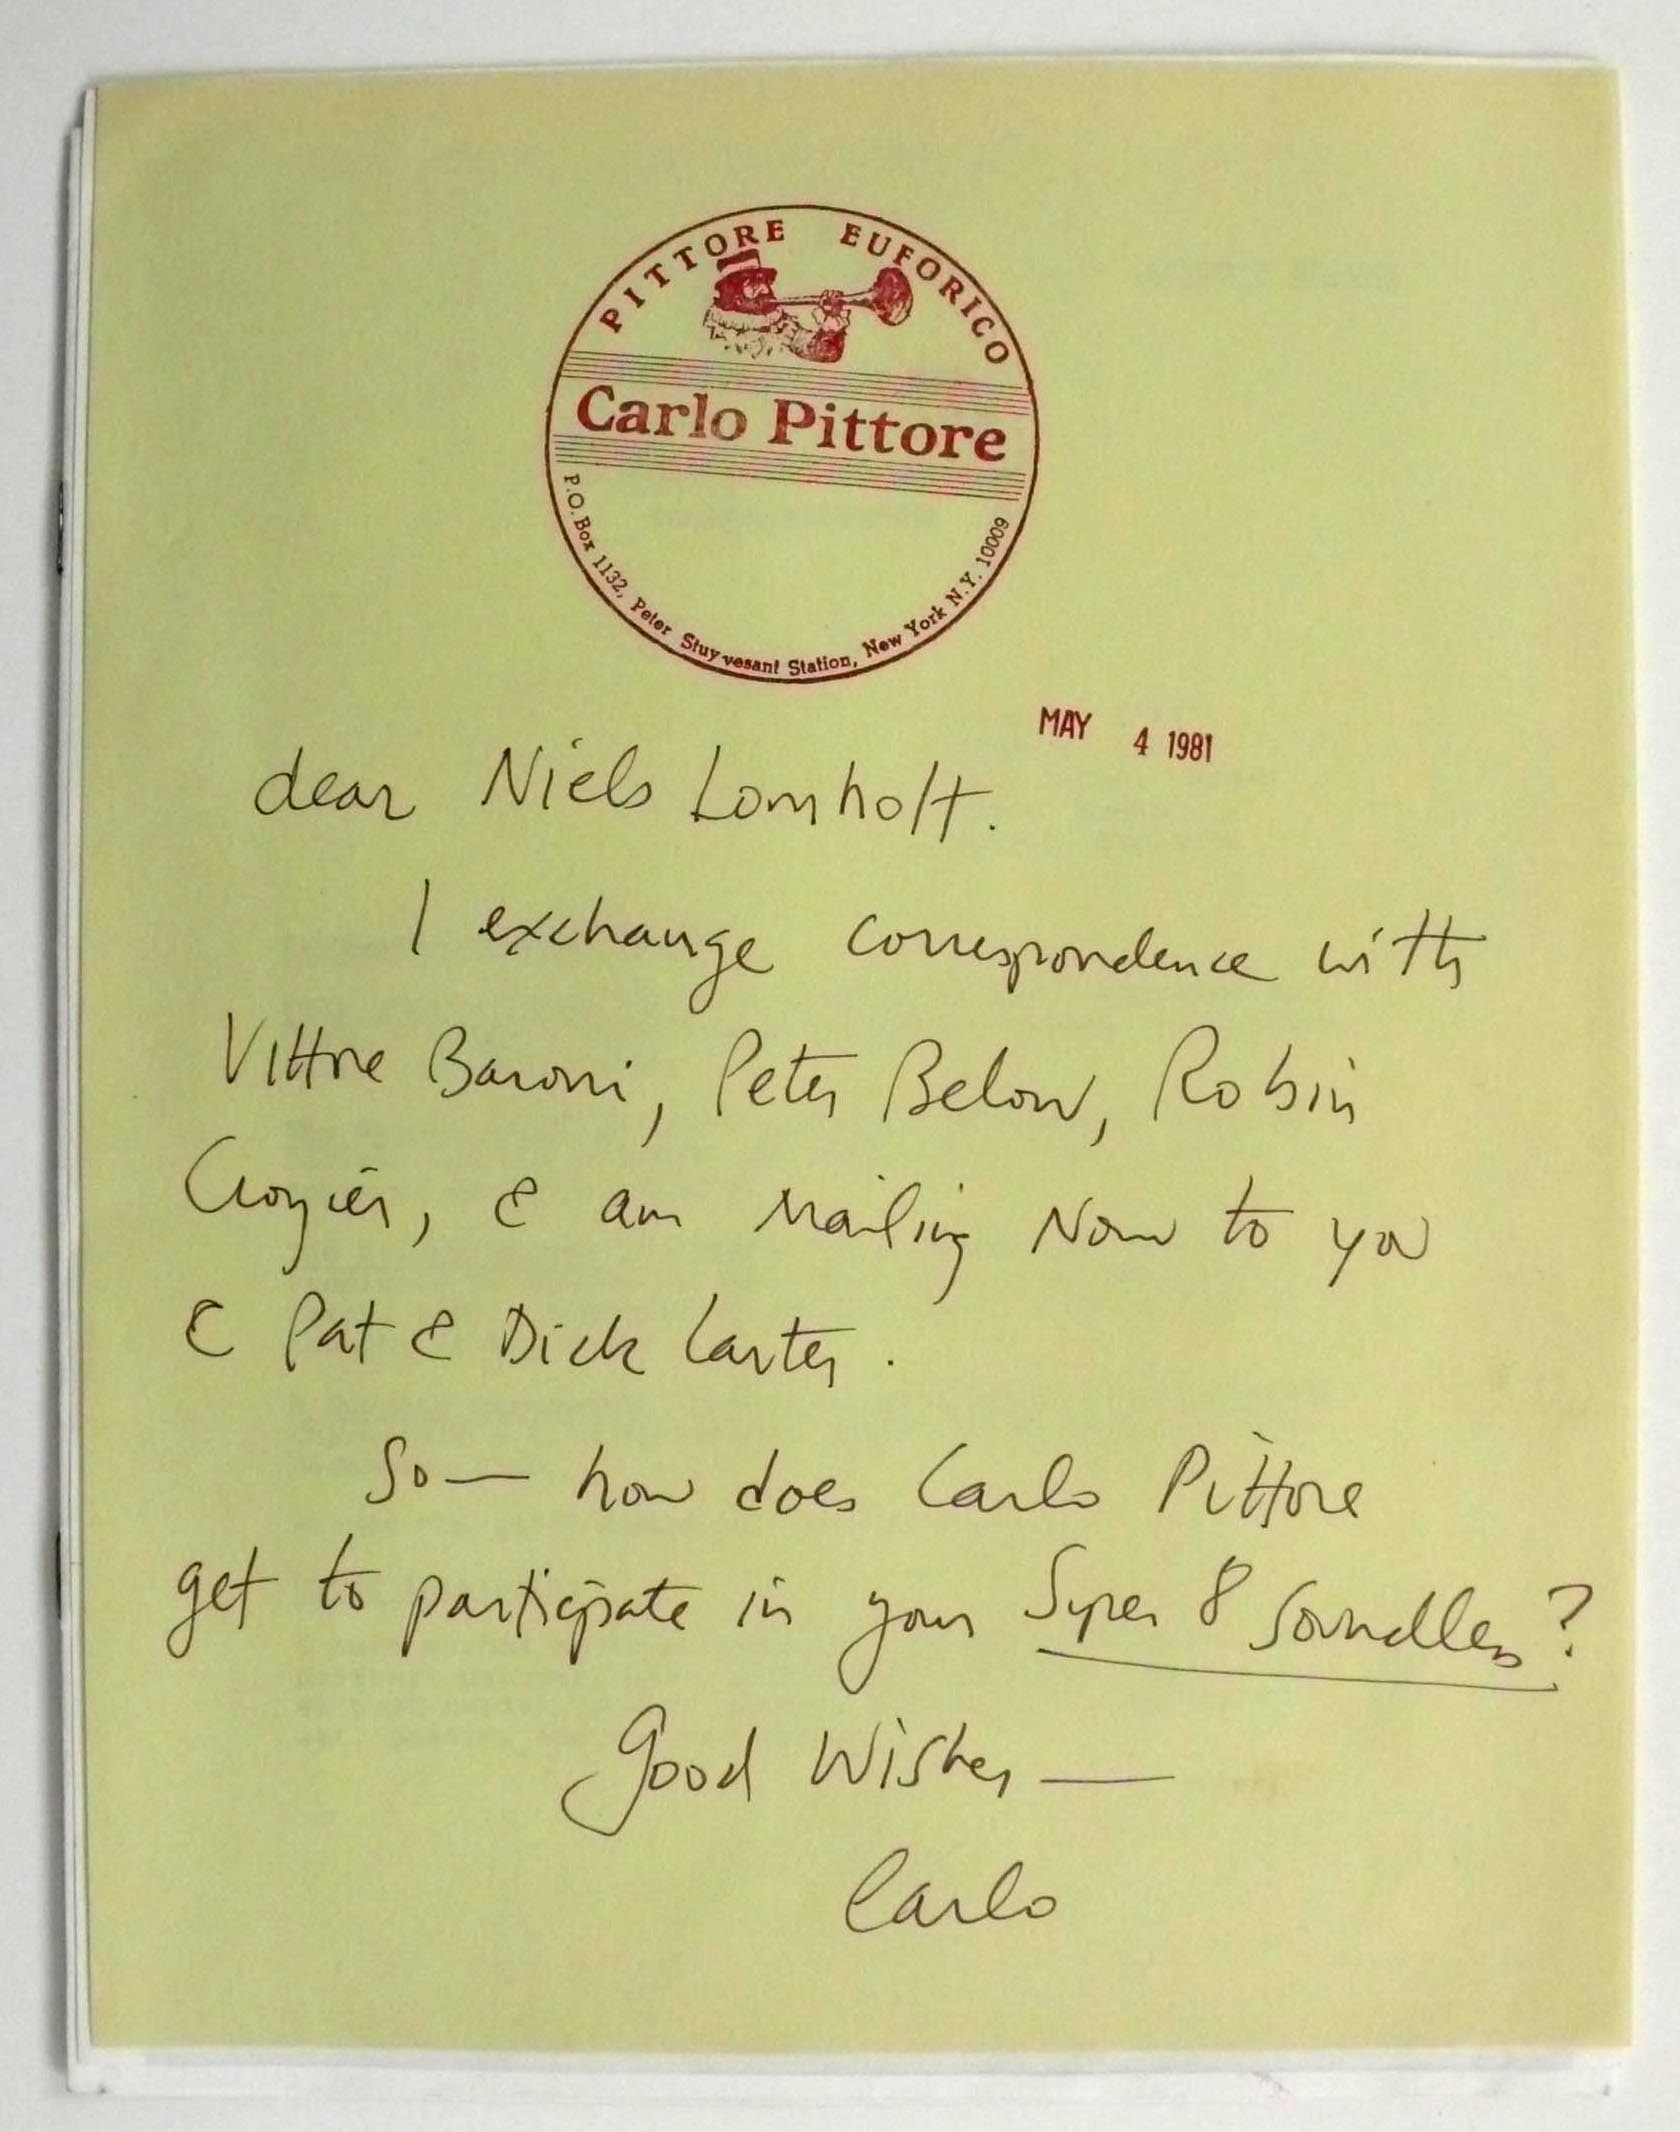 PITTORE EUFORICO
Carlo Pittore
P.O. Box 1132, Peter Stuyvesant Station, New York N.Y. 10009
MAY 4 1981
dear Niels Lomholt.
I exchange correspondence with
Vittore Baroni, Peter Below, Robin
Crozier, & am mailing now to you
& Pat & Dick Larter.
So— how does Carlo Pittore
get to participate in your Super 8 Soundless?
Good Wishes—
Carlo